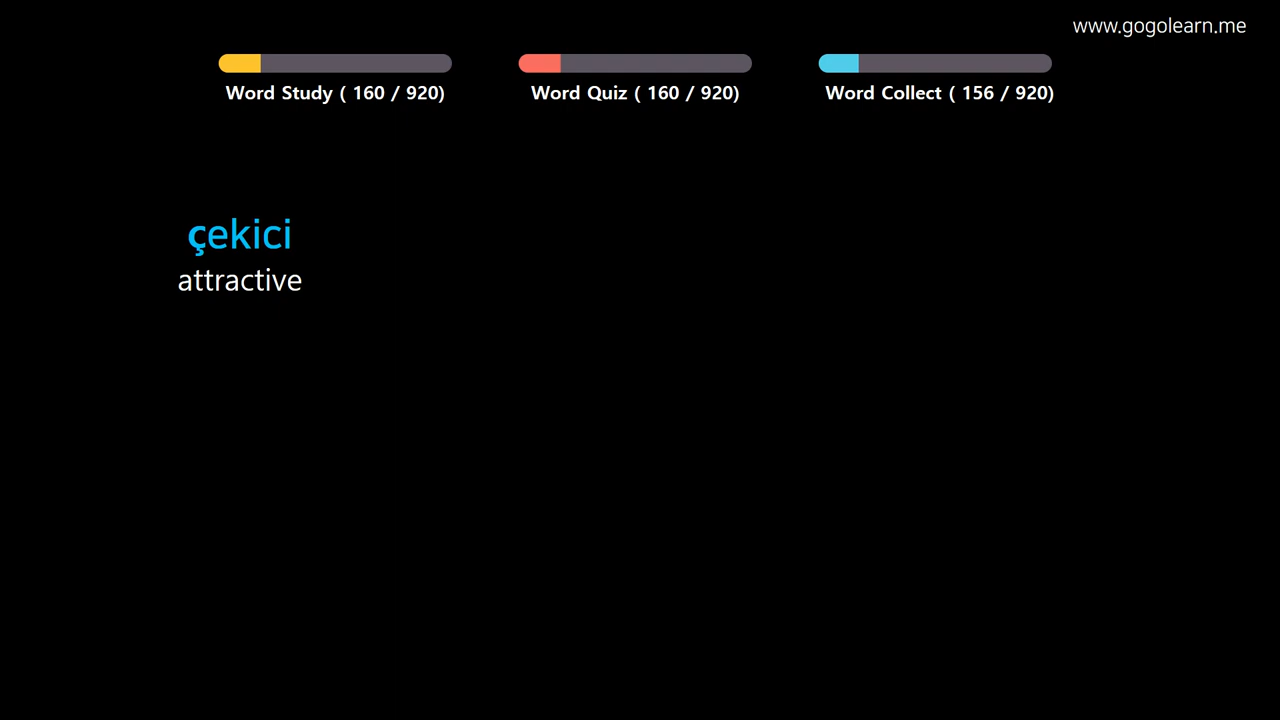 www.gogolearn.me
Word Study ( 160 / 920)
Word Quiz ( 160 / 920)
Word Collect ( 156 / 920)
çekici
attractive